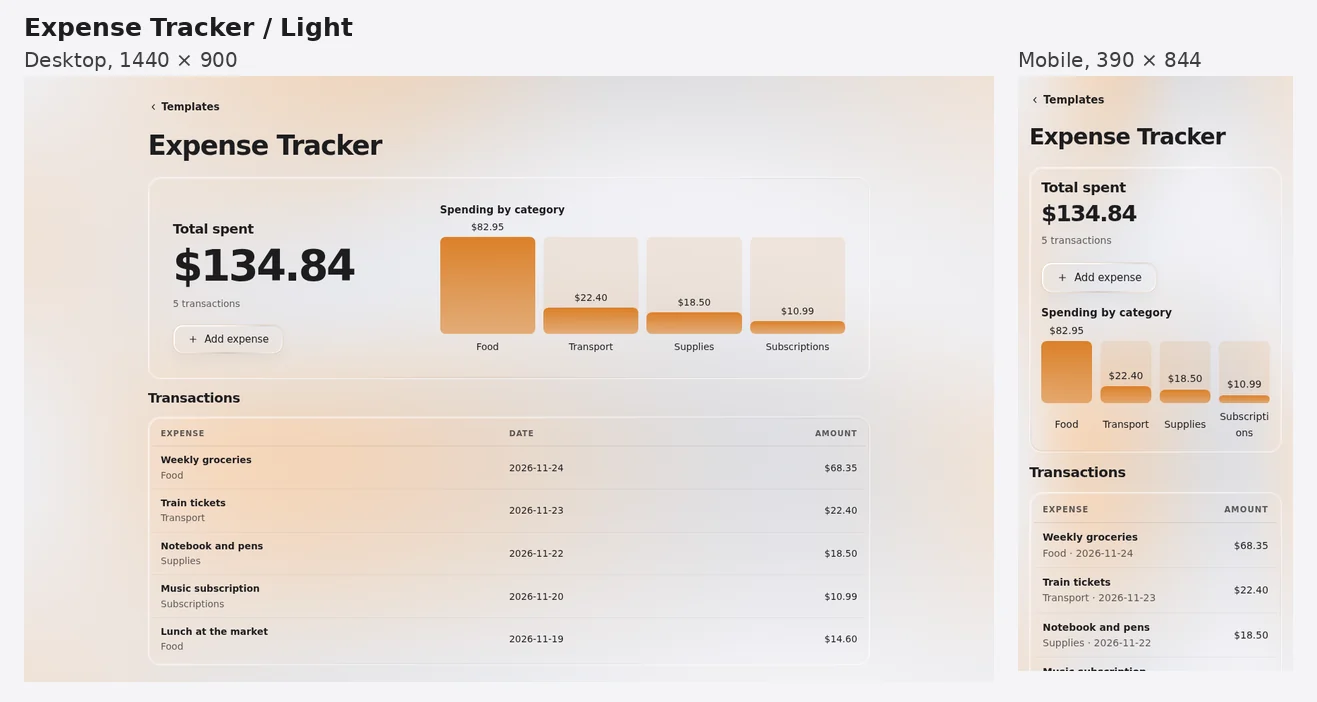 Expense Tracker / Light
Desktop, 1440 × 900
‹ Templates
Expense Tracker
Total spent
$134.84
5 transactions
+ Add expense
Spending by category
$82.95
$22.40
$18.50
$10.99
Food Transport Supplies Subscriptions
Transactions
EXPENSE DATE AMOUNT
Weekly groceries
Food
2026-11-24 $68.35
Train tickets
Transport
2026-11-23 $22.40
Notebook and pens
Supplies
2026-11-22 $18.50
Music subscription
Subscriptions
2026-11-20 $10.99
Lunch at the market
Food
2026-11-19 $14.60
Mobile, 390 × 844
‹ Templates
Expense Tracker
Total spent
$134.84
5 transactions
+ Add expense
Spending by category
$82.95
$22.40
$18.50
$10.99
Food Transport Supplies Subscripti
ons
Transactions
EXPENSE AMOUNT
Weekly groceries
Food · 2026-11-24
$68.35
Train tickets
Transport · 2026-11-23
$22.40
Notebook and pens
Supplies · 2026-11-22
$18.50
Music subscription